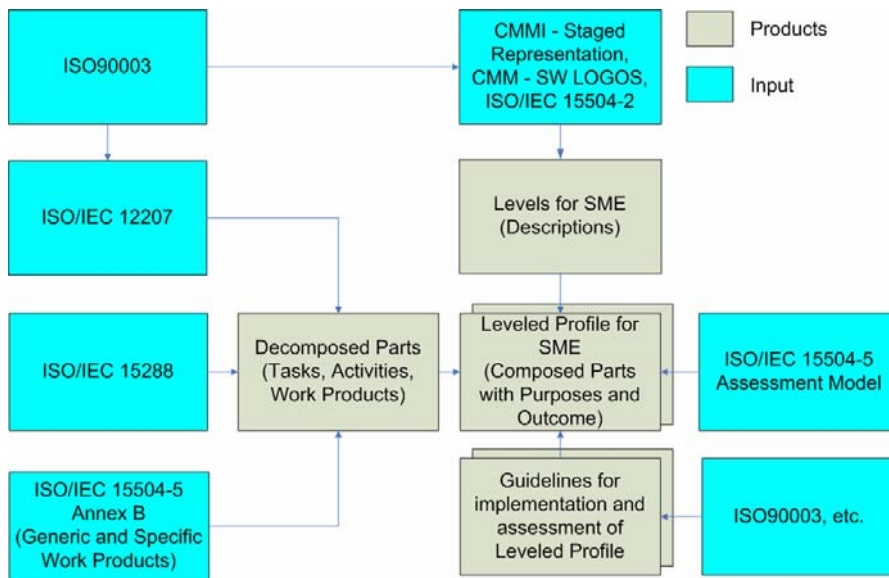 ISO90003
CMMI - Staged
Representation,
CMM - SW LOGOS,
ISO/IEC 15504-2
Products
Input
ISO/IEC 12207
Levels for SME
(Descriptions)
ISO/IEC 15288
Decomposed Parts
(Tasks, Activities,
Work Products)
Leveled Profile for
SME
(Composed Parts
with Purposes and
Outcome)
ISO/IEC 15504-5
Assessment Model
ISO/IEC 15504-5
Annex B
(Generic and Specific
Work Products)
Guidelines for
implementation and
assessment of
Leveled Profile
ISO90003, etc.